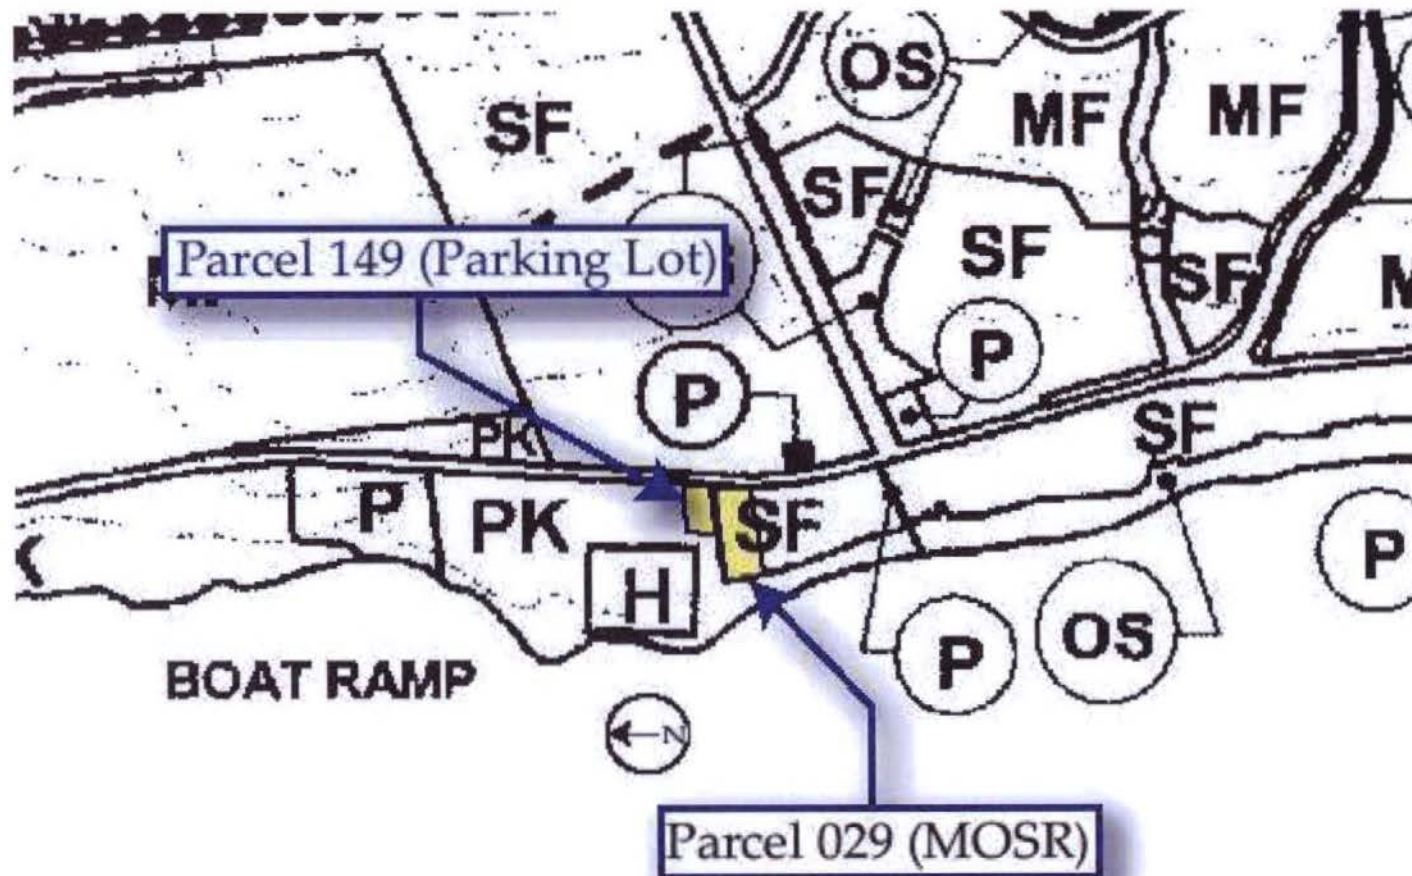 OS
MF
MF
SF
SF
SF
SF
Parcel 149 (Parking Lot)
P
P
SF
PK
P
PK
SF
H
P
P
OS
BOAT RAMP
N
Parcel 029 (MOSR)